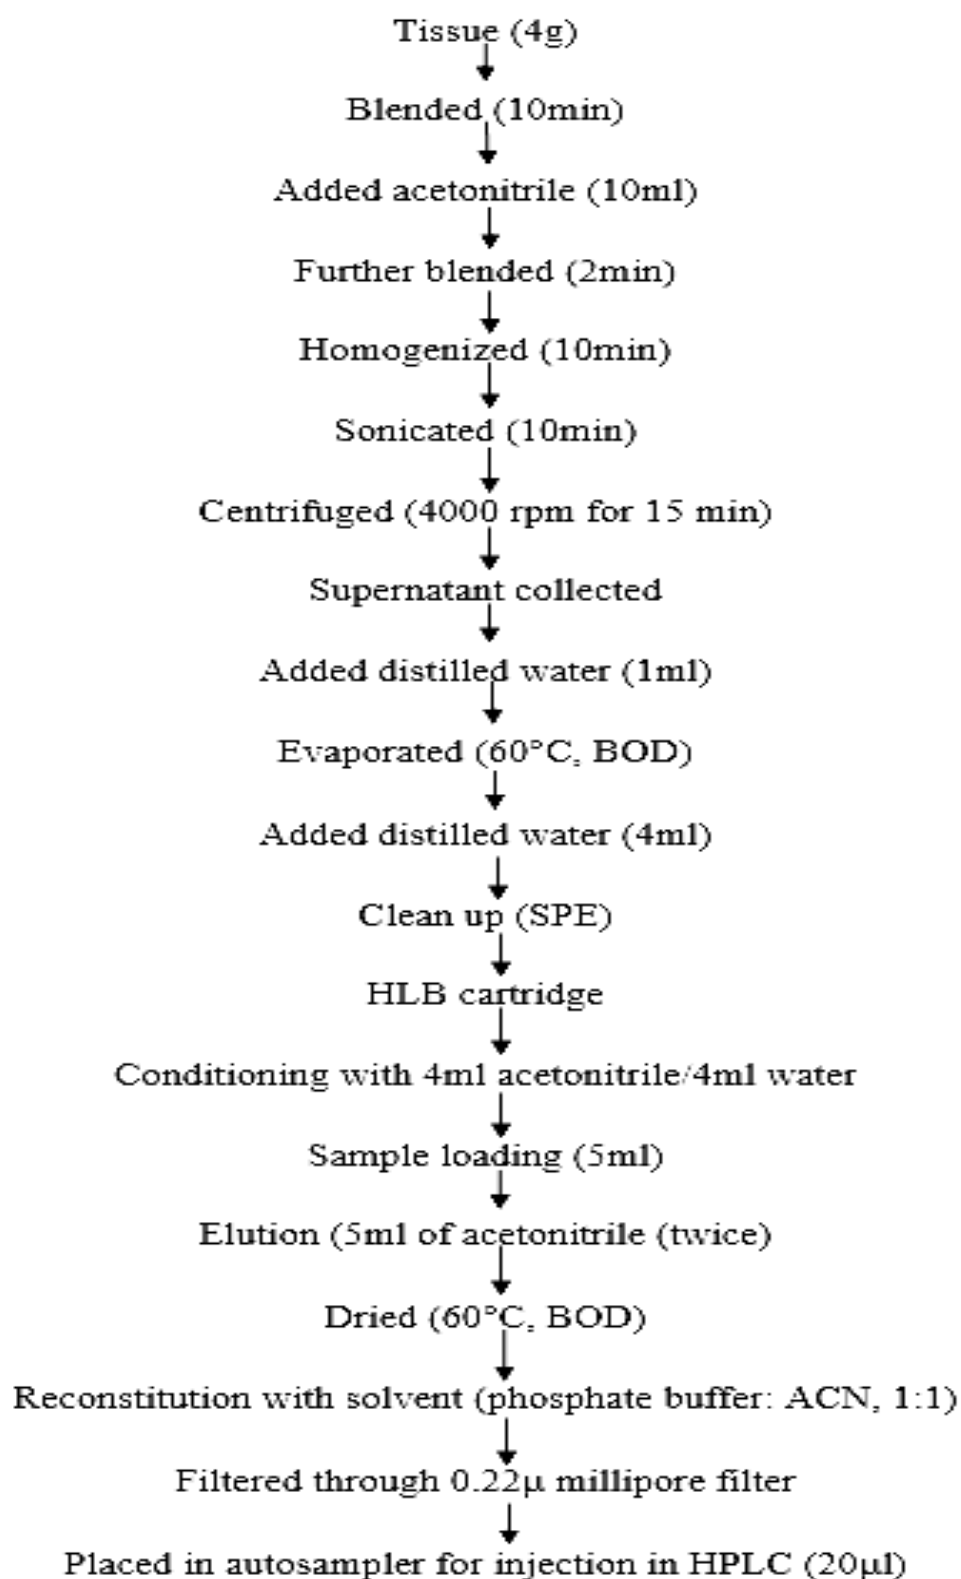 Tissue (4g)
Blended (10min)
Added acetonitrile (10ml)
Further blended (2min)
Homogenized (10min)
Sonicated (10min)
Centrifuged (4000 rpm for 15 min)
Supernatant collected
Added distilled water (1ml)
Evaporated (60°C, BOD)
Added distilled water (4ml)
Clean up (SPE)
HLB cartridge
Conditioning with 4ml acetonitrile/4ml water
Sample loading (5ml)
Elution (5ml of acetonitrile (twice)
Dried (60°C, BOD)
Reconstitution with solvent (phosphate buffer: ACN, 1:1)
Filtered through 0.22µ millipore filter
Placed in autosampler for injection in HPLC (20µl)